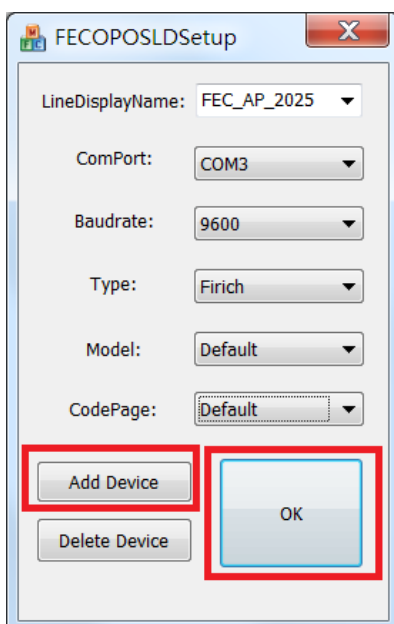 FECOPOSLDSetup
LineDisplayName: FEC_AP_2025
ComPort: COM3
Baudrate: 9600
Type: Firich
Model: Default
CodePage: Default
Add Device
OK
Delete Device